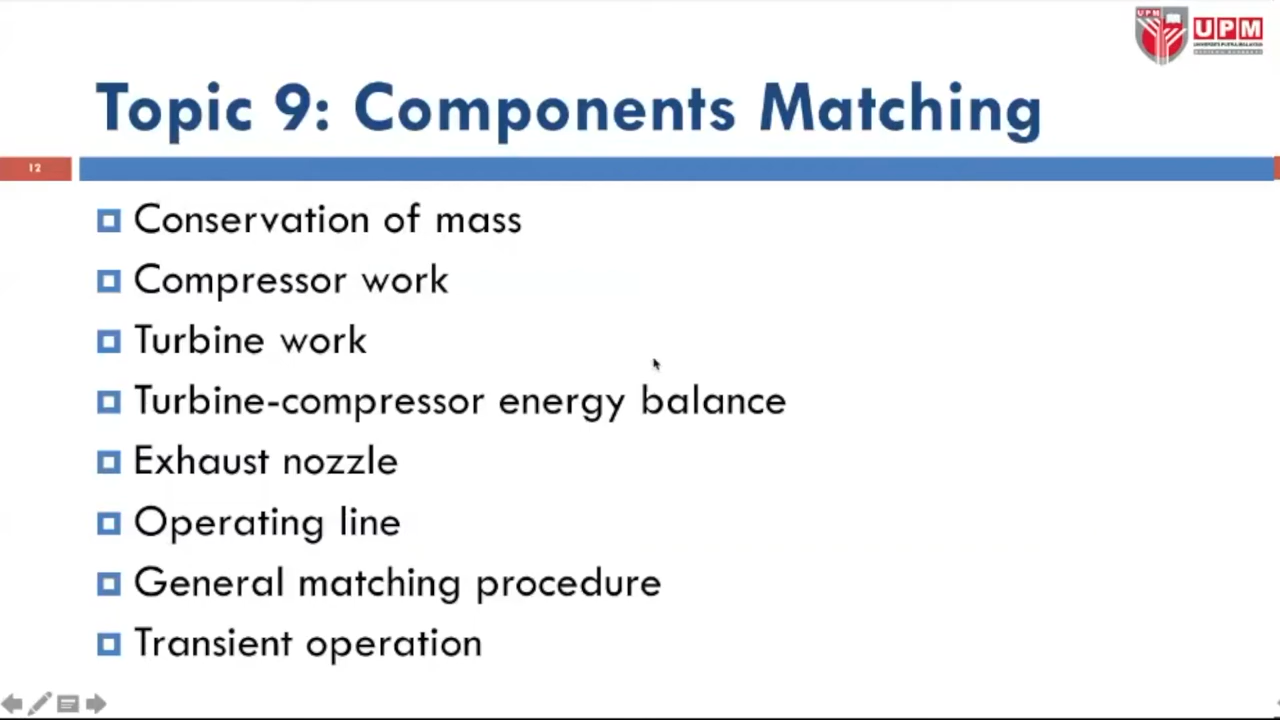 UPM
UPM
Topic 9: Components Matching
12
Conservation of mass
Compressor work
Turbine work
Turbine-compressor energy balance
Exhaust nozzle
Operating line
General matching procedure
Transient operation